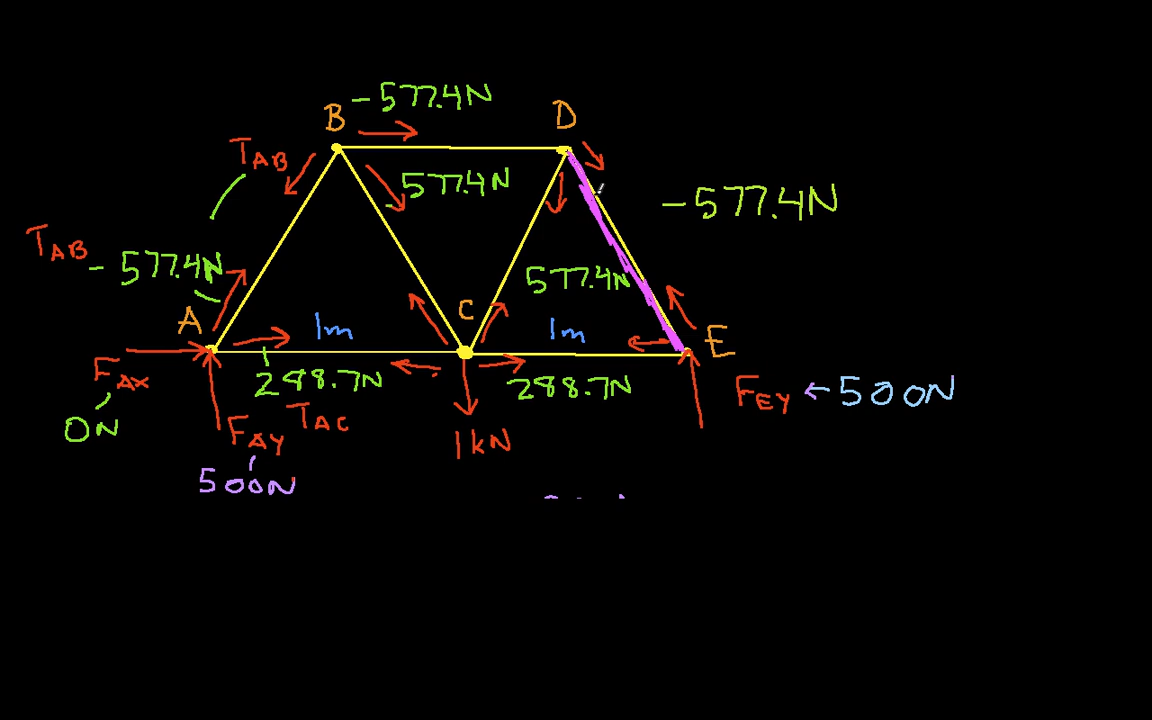 -577.4N
B
D
TAB
577.4N
-577.4N
TAB
-577.4N
577.4N
A
1m
C
1m
E
FAX
288.7N
288.7N
FEY ← 500N
0N
FAY
TAC
1kN
500N